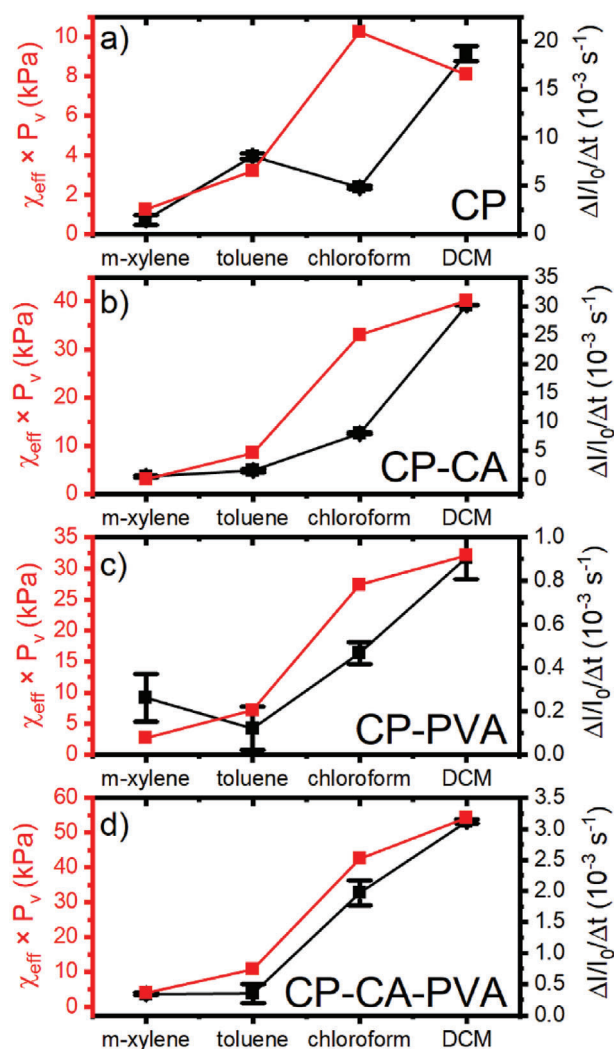 a)
10
8
6
4
2
0
χeff × Pv (kPa)
20
15
10
5
0
ΔI/I0/Δt (10⁻³ s⁻¹)
CP
m-xylene toluene chloroform DCM
b)
40
30
20
10
0
χeff × Pv (kPa)
35
30
25
20
15
10
5
0
ΔI/I0/Δt (10⁻³ s⁻¹)
CP-CA
m-xylene toluene chloroform DCM
c)
35
30
25
20
15
10
5
0
χeff × Pv (kPa)
1.0
0.8
0.6
0.4
0.2
0.0
ΔI/I0/Δt (10⁻³ s⁻¹)
CP-PVA
m-xylene toluene chloroform DCM
d)
60
50
40
30
20
10
0
χeff × Pv (kPa)
3.5
3.0
2.5
2.0
1.5
1.0
0.5
0.0
ΔI/I0/Δt (10⁻³ s⁻¹)
CP-CA-PVA
m-xylene toluene chloroform DCM